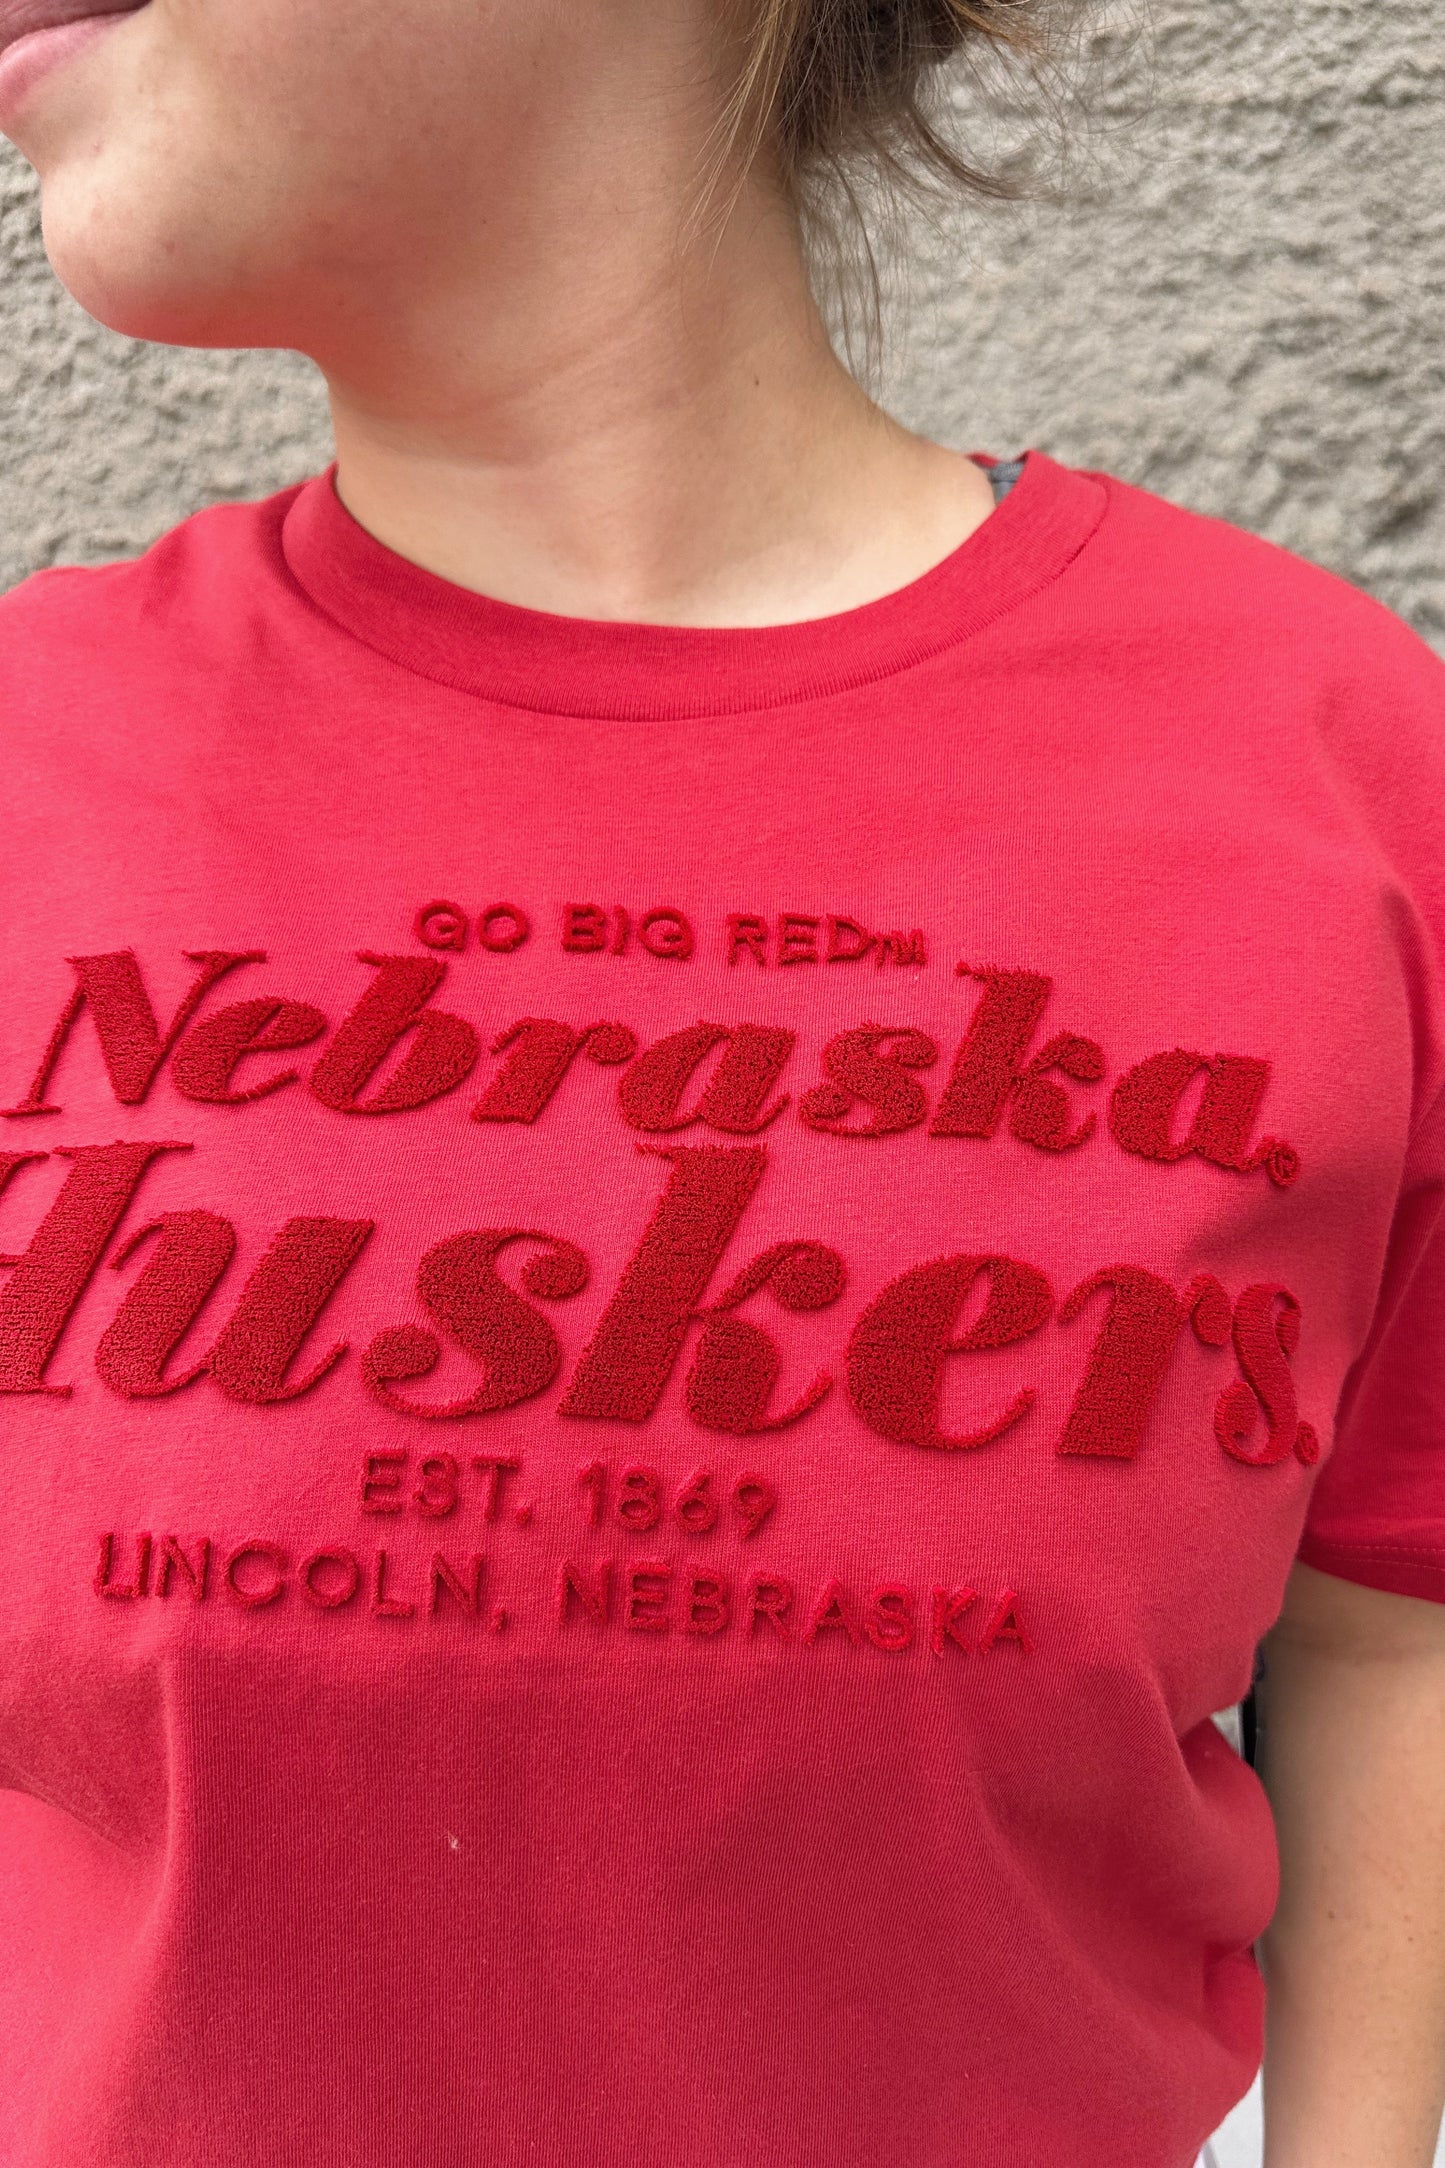 GO BIG RED™
Nebraska®
Huskers®
EST. 1869
LINCOLN, NEBRASKA